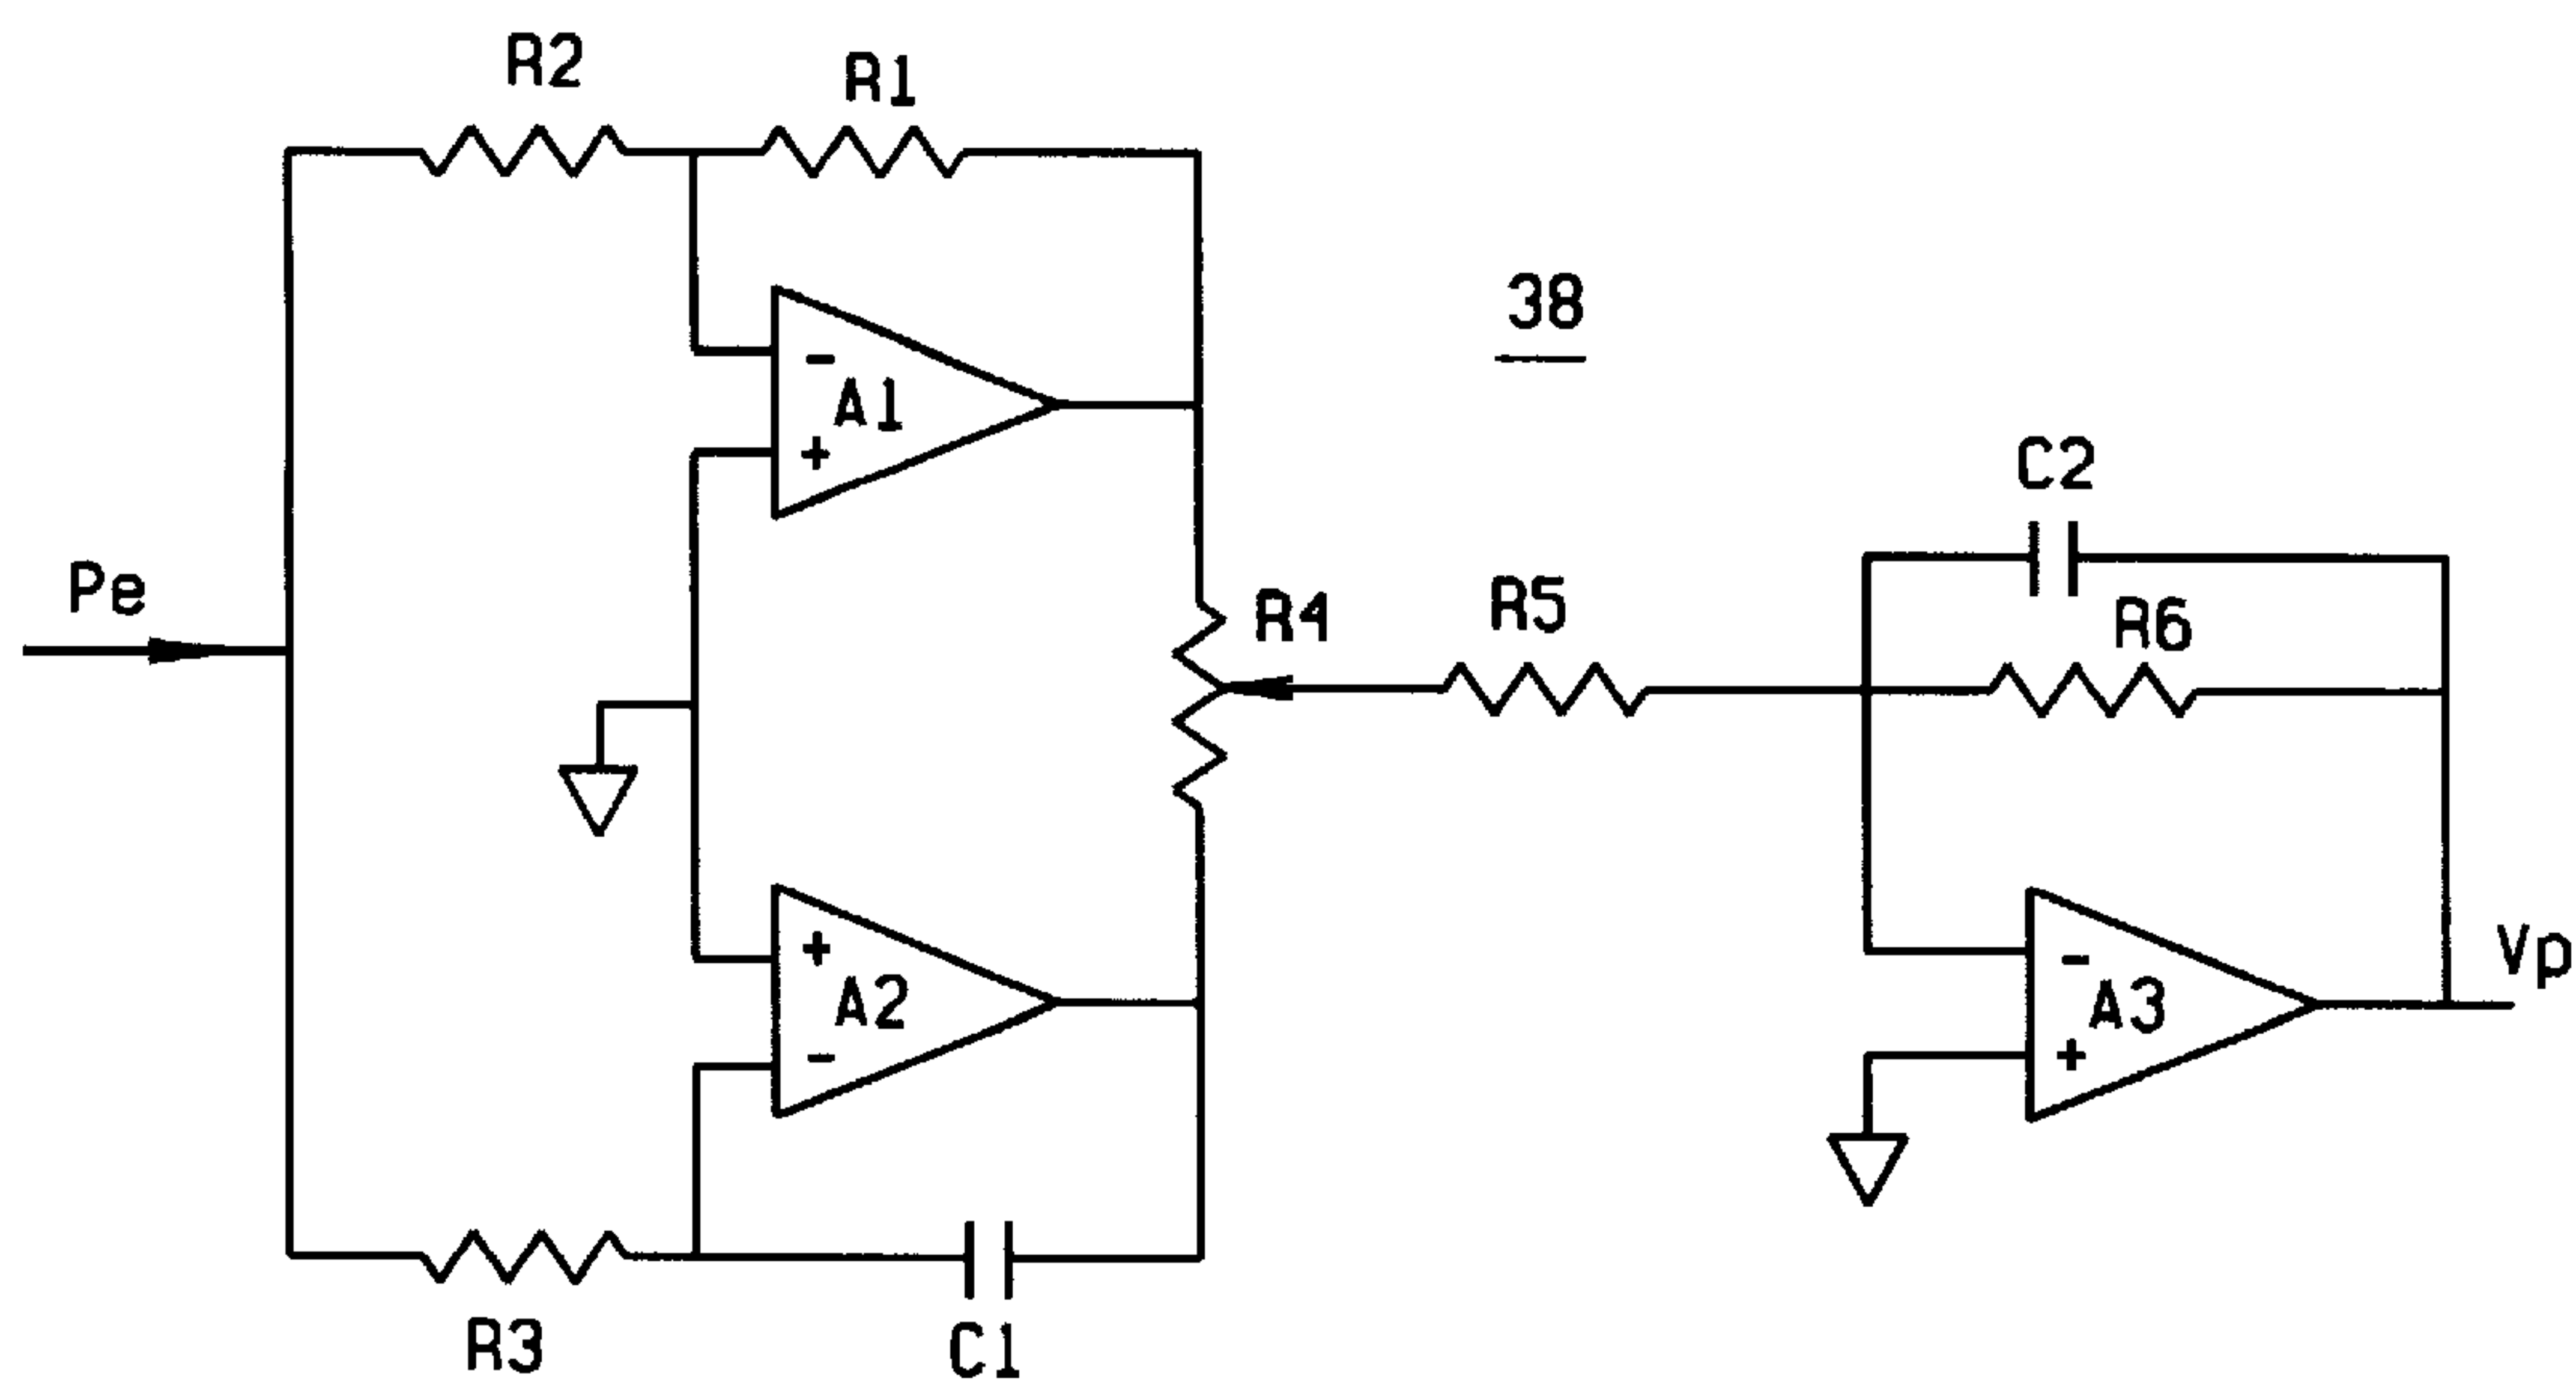 R2
R1
-
A1
+
38
Pe
C2
R6
R4
R5
+
A2
-
-
A3
+
Vp
R3
C1